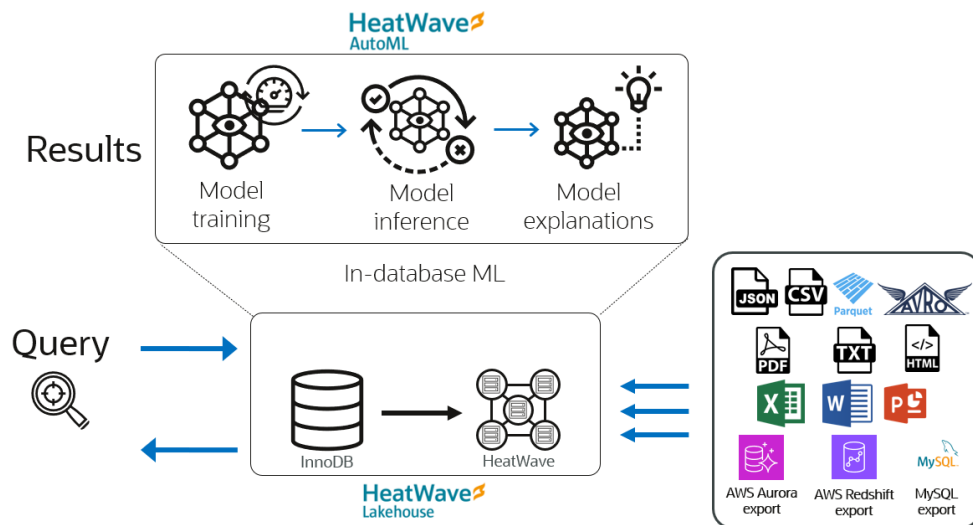 HeatWave
AutoML
Results
Model
training
Model
inference
Model
explanations
In-database ML
Query
InnoDB
HeatWave
HeatWave
Lakehouse
JSON
CSV
Parquet
AVRO
PDF
TXT
</>
HTML
X
W
P
AWS Aurora
export
AWS Redshift
export
MySQL
MySQL
export